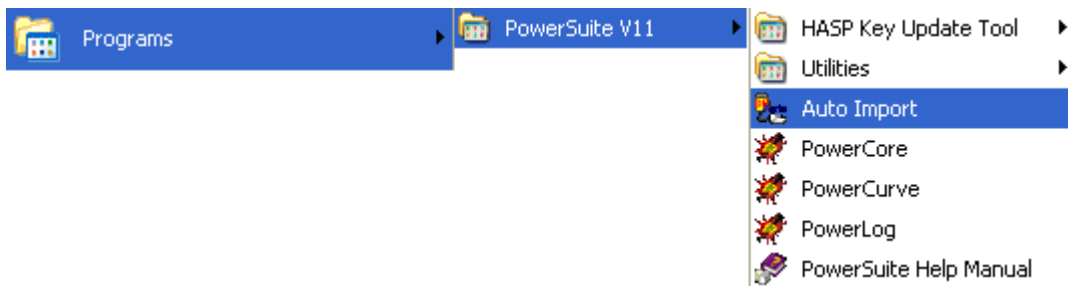 Programs
PowerSuite V11
HASP Key Update Tool
Utilities
Auto Import
PowerCore
PowerCurve
PowerLog
PowerSuite Help Manual